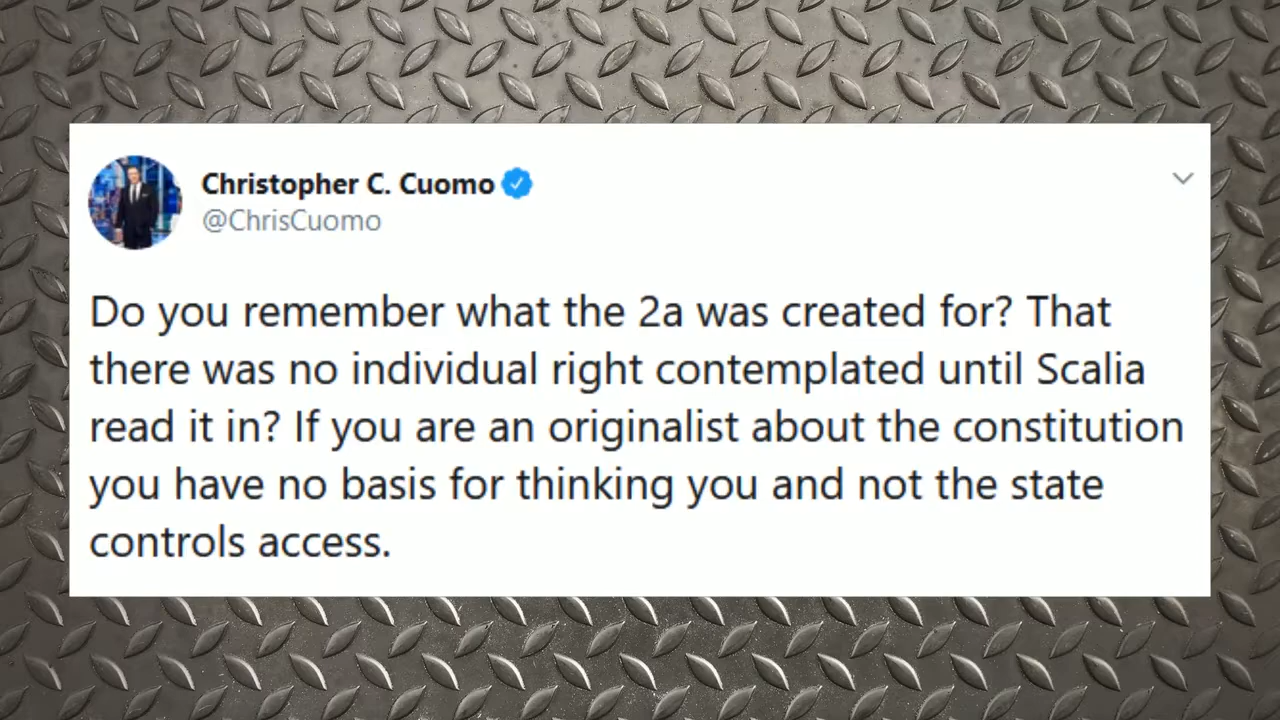 Christopher C. Cuomo
@ChrisCuomo
Do you remember what the 2a was created for? That
there was no individual right contemplated until Scalia
read it in? If you are an originalist about the constitution
you have no basis for thinking you and not the state
controls access.